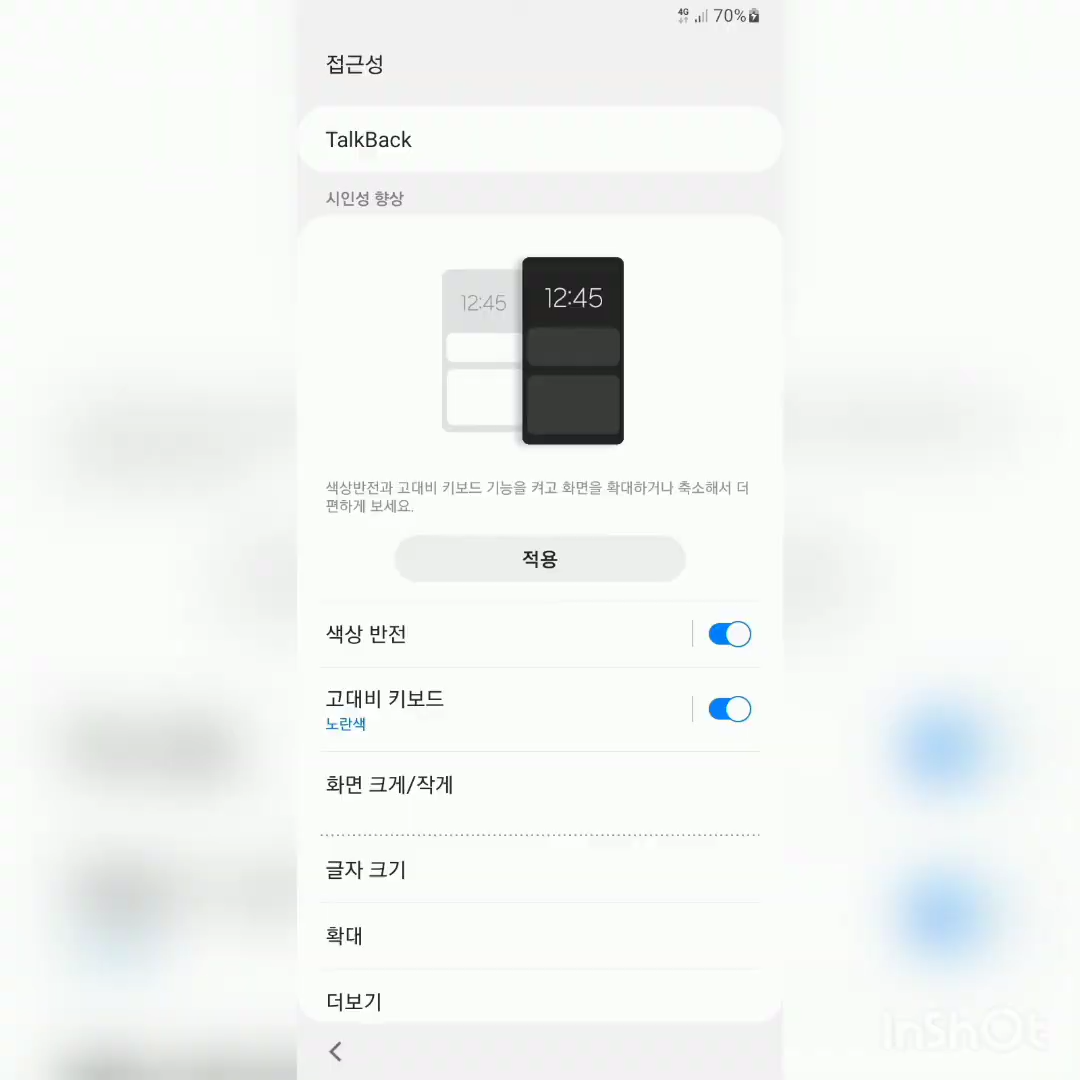 4G 70%
접근성
TalkBack
시인성 향상
12:45
12:45
색상반전과 고대비 키보드 기능을 켜고 화면을 확대하거나 축소해서 더
편하게 보세요.
적용
색상 반전
고대비 키보드
노란색
화면 크게/작게
글자 크기
확대
더보기
InShOt